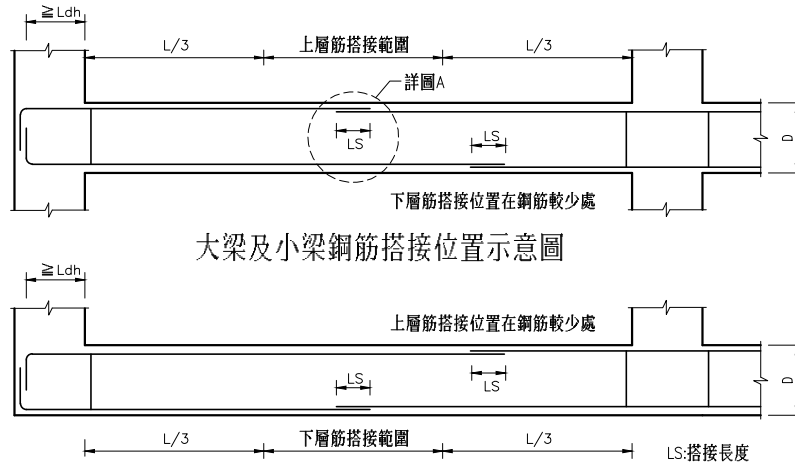 ≧Ldh
L/3 上層筋搭接範圍 L/3
詳圖A
LS
LS
D
下層筋搭接位置在鋼筋較少處
大梁及小梁鋼筋搭接位置示意圖
≧Ldh
上層筋搭接位置在鋼筋較少處
LS
LS
D
L/3 下層筋搭接範圍 L/3
LS:搭接長度